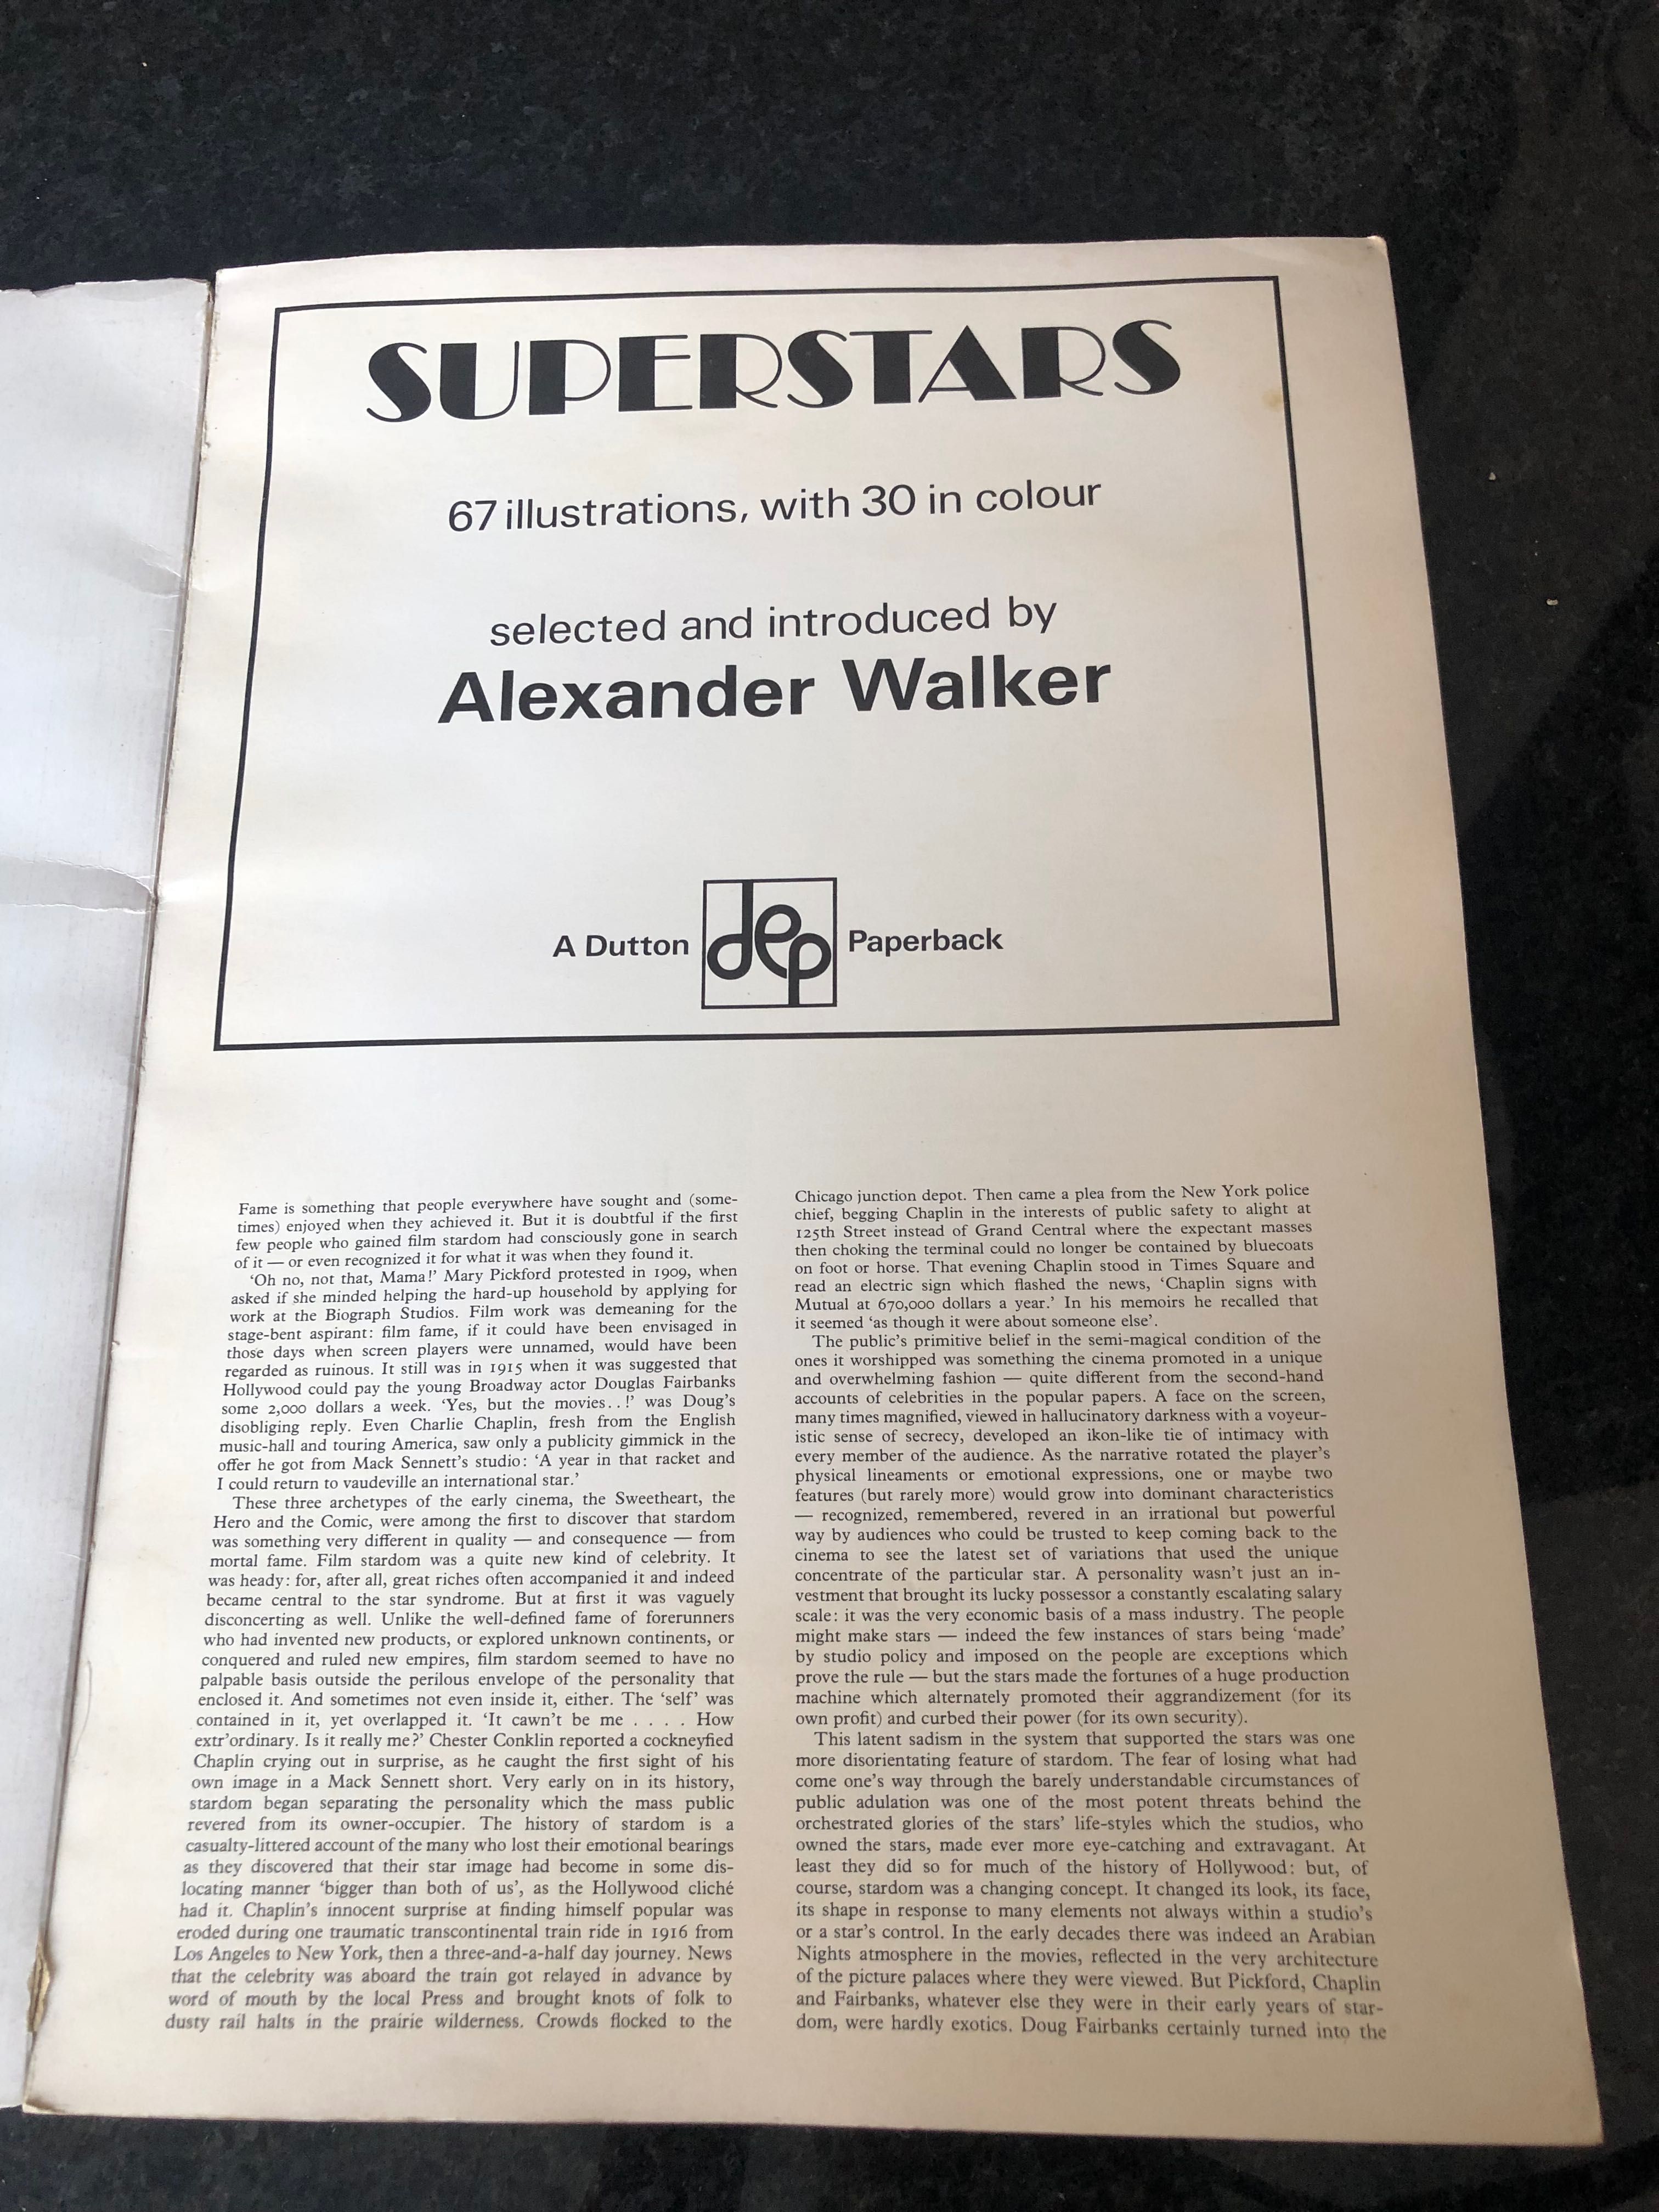 SUPERSTARS
67 illustrations, with 30 in colour
selected and introduced by
Alexander Walker
A Dutton dep Paperback
Fame is something that people everywhere have sought and (some-
times) enjoyed when they achieved it. But it is doubtful if the first
few people who gained film stardom had consciously gone in search
of it — or even recognized it for what it was when they found it.
'Oh no, not that, Mama!' Mary Pickford protested in 1909, when
asked if she minded helping the hard-up household by applying for
work at the Biograph Studios. Film work was demeaning for the
stage-bent aspirant: film fame, if it could have been envisaged in
those days when screen players were unnamed, would have been
regarded as ruinous. It still was in 1915 when it was suggested that
Hollywood could pay the young Broadway actor Douglas Fairbanks
some 2,000 dollars a week. 'Yes, but the movies..!' was Doug's
disobliging reply. Even Charlie Chaplin, fresh from the English
music-hall and touring America, saw only a publicity gimmick in the
offer he got from Mack Sennett's studio: 'A year in that racket and
I could return to vaudeville an international star.'
These three archetypes of the early cinema, the Sweetheart, the
Hero and the Comic, were among the first to discover that stardom
was something very different in quality — and consequence — from
mortal fame. Film stardom was a quite new kind of celebrity. It
was heady: for, after all, great riches often accompanied it and indeed
became central to the star syndrome. But at first it was vaguely
disconcerting as well. Unlike the well-defined fame of forerunners
who had invented new products, or explored unknown continents, or
conquered and ruled new empires, film stardom seemed to have no
palpable basis outside the perilous envelope of the personality that
enclosed it. And sometimes not even inside it, either. The 'self' was
contained in it, yet overlapped it. 'It cawn't be me . . . . How
extr'ordinary. Is it really me?' Chester Conklin reported a cockneyfied
Chaplin crying out in surprise, as he caught the first sight of his
own image in a Mack Sennett short. Very early on in its history,
stardom began separating the personality which the mass public
revered from its owner-occupier. The history of stardom is a
casualty-littered account of the many who lost their emotional bearings
as they discovered that their star image had become in some dis-
locating manner 'bigger than both of us', as the Hollywood cliché
had it. Chaplin's innocent surprise at finding himself popular was
eroded during one traumatic transcontinental train ride in 1916 from
Los Angeles to New York, then a three-and-a-half day journey. News
that the celebrity was aboard the train got relayed in advance by
word of mouth by the local Press and brought knots of folk to
dusty rail halts in the prairie wilderness. Crowds flocked to the
Chicago junction depot. Then came a plea from the New York police
chief, begging Chaplin in the interests of public safety to alight at
125th Street instead of Grand Central where the expectant masses
then choking the terminal could no longer be contained by bluecoats
on foot or horse. That evening Chaplin stood in Times Square and
read an electric sign which flashed the news, 'Chaplin signs with
Mutual at 670,000 dollars a year.' In his memoirs he recalled that
it seemed 'as though it were about someone else'.
The public's primitive belief in the semi-magical condition of the
ones it worshipped was something the cinema promoted in a unique
and overwhelming fashion — quite different from the second-hand
accounts of celebrities in the popular papers. A face on the screen,
many times magnified, viewed in hallucinatory darkness with a voyeur-
istic sense of secrecy, developed an ikon-like tie of intimacy with
every member of the audience. As the narrative rotated the player's
physical lineaments or emotional expressions, one or maybe two
features (but rarely more) would grow into dominant characteristics
— recognized, remembered, revered in an irrational but powerful
way by audiences who could be trusted to keep coming back to the
cinema to see the latest set of variations that used the unique
concentrate of the particular star. A personality wasn't just an in-
vestment that brought its lucky possessor a constantly escalating salary
scale: it was the very economic basis of a mass industry. The people
might make stars — indeed the few instances of stars being 'made'
by studio policy and imposed on the people are exceptions which
prove the rule — but the stars made the fortunes of a huge production
machine which alternately promoted their aggrandizement (for its
own profit) and curbed their power (for its own security).
This latent sadism in the system that supported the stars was one
more disorientating feature of stardom. The fear of losing what had
come one's way through the barely understandable circumstances of
public adulation was one of the most potent threats behind the
orchestrated glories of the stars' life-styles which the studios, who
owned the stars, made ever more eye-catching and extravagant. At
least they did so for much of the history of Hollywood: but, of
course, stardom was a changing concept. It changed its look, its face,
its shape in response to many elements not always within a studio's
or a star's control. In the early decades there was indeed an Arabian
Nights atmosphere in the movies, reflected in the very architecture
of the picture palaces where they were viewed. But Pickford, Chaplin
and Fairbanks, whatever else they were in their early years of star-
dom, were hardly exotics. Doug Fairbanks certainly turned into the